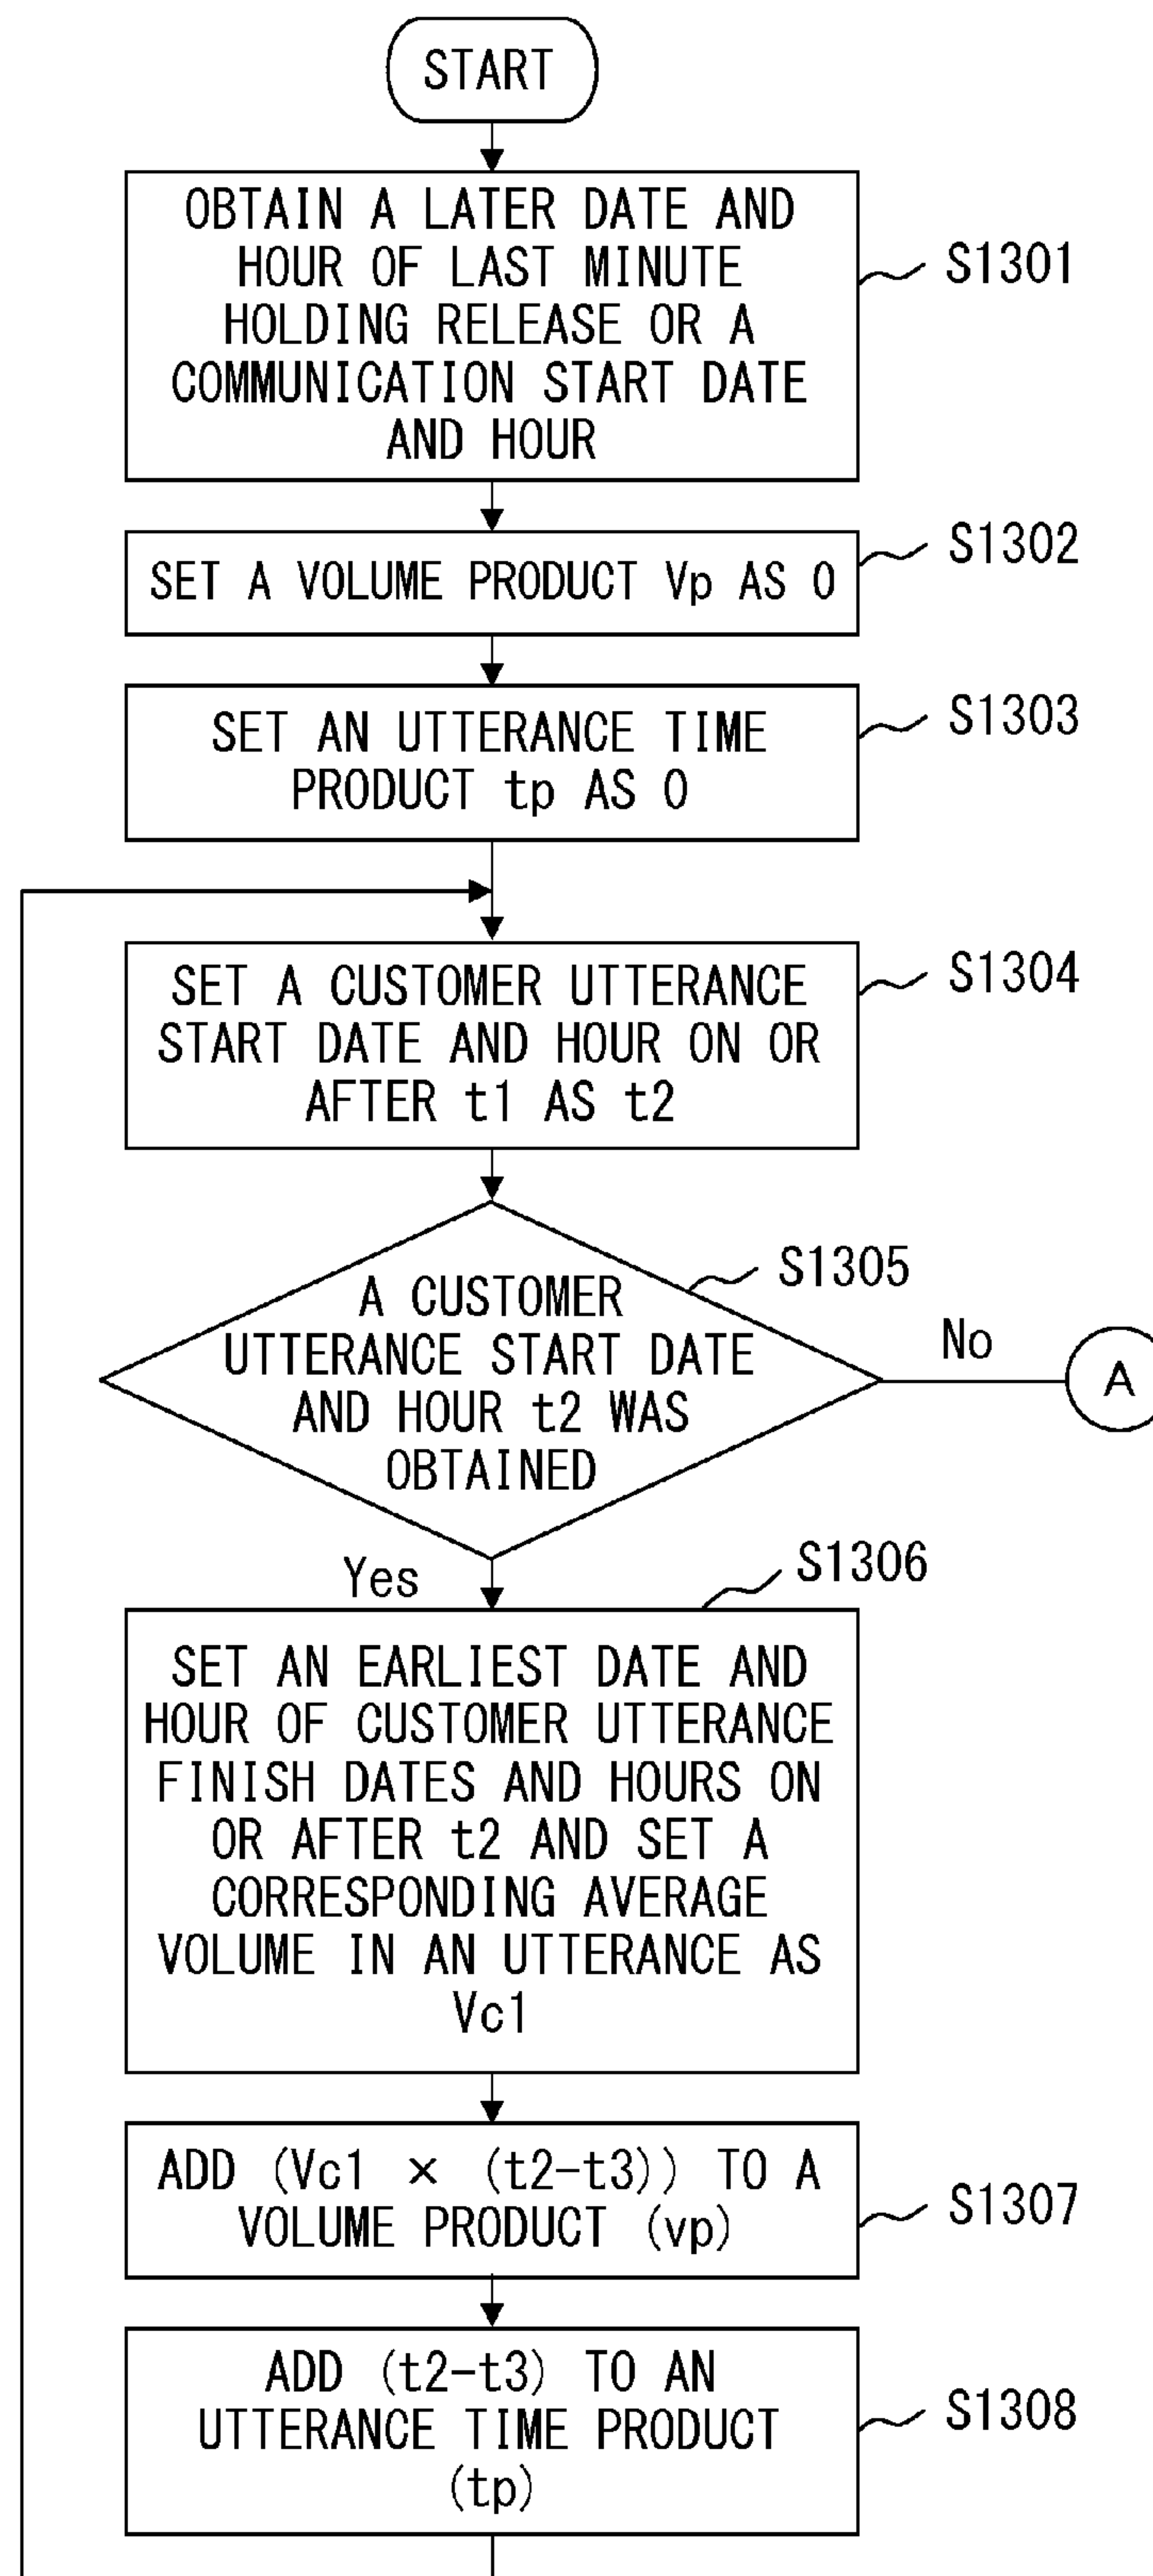 START
OBTAIN A LATER DATE AND
HOUR OF LAST MINUTE
HOLDING RELEASE OR A
COMMUNICATION START DATE
AND HOUR
S1301
SET A VOLUME PRODUCT Vp AS 0
S1302
SET AN UTTERANCE TIME
PRODUCT tp AS 0
S1303
SET A CUSTOMER UTTERANCE
START DATE AND HOUR ON OR
AFTER t1 AS t2
S1304
A CUSTOMER
UTTERANCE START DATE
AND HOUR t2 WAS
OBTAINED
S1305
No
A
Yes
S1306
SET AN EARLIEST DATE AND
HOUR OF CUSTOMER UTTERANCE
FINISH DATES AND HOURS ON
OR AFTER t2 AND SET A
CORRESPONDING AVERAGE
VOLUME IN AN UTTERANCE AS
Vc1
ADD (Vc1 × (t2-t3)) TO A
VOLUME PRODUCT (vp)
S1307
ADD (t2-t3) TO AN
UTTERANCE TIME PRODUCT
(tp)
S1308